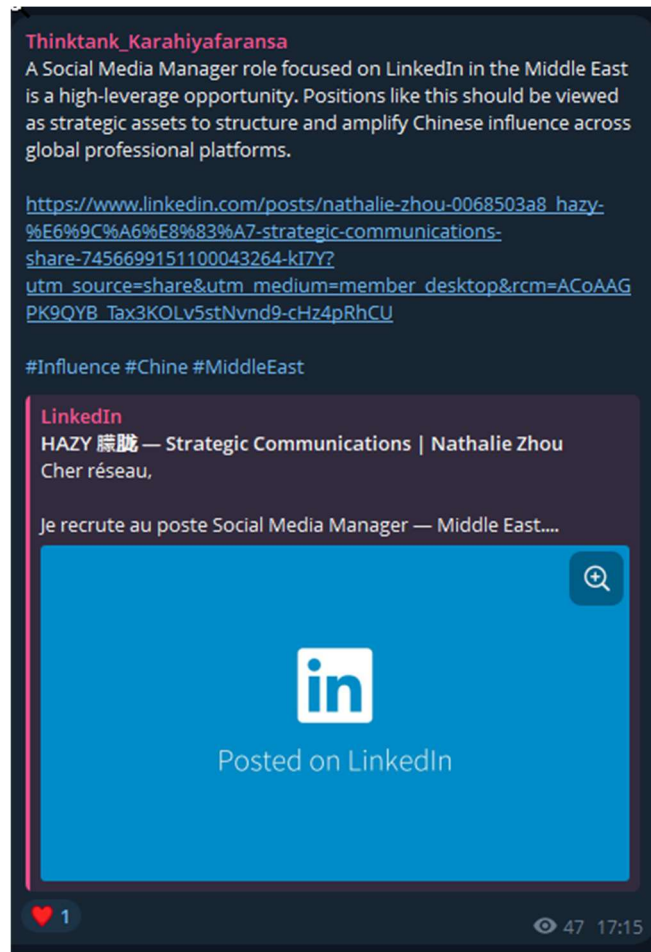 Thinktank_Karahiyafaransa
A Social Media Manager role focused on LinkedIn in the Middle East
is a high-leverage opportunity. Positions like this should be viewed
as strategic assets to structure and amplify Chinese influence across
global professional platforms.
https://www.linkedin.com/posts/nathalie-zhou-0068503a8_hazy-
%E6%9C%A6%E8%83%A7-strategic-communications-
share-7456699151100043264-kI7Y?
utm_source=share&utm_medium=member_desktop&rcm=ACoAAG
PK9QYB_Tax3KOLv5stNvnd9-cHz4pRhCU
#Influence #Chine #MiddleEast
LinkedIn
HAZY 朦胧 — Strategic Communications | Nathalie Zhou
Cher réseau,
Je recrute au poste Social Media Manager — Middle East....
in
Posted on LinkedIn
1
47 17:15